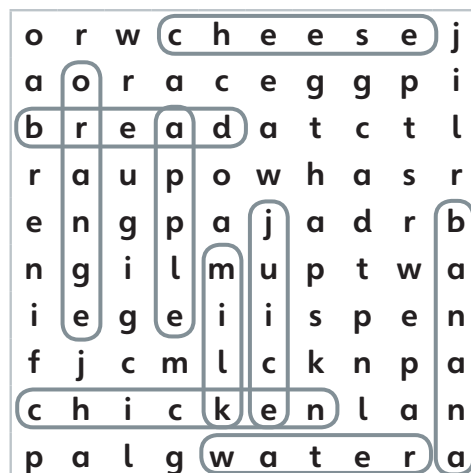 o r w c h e e s e j
a o r a c e g g p i
b r e a d a t c t l
r a u p o w h a s r
e n g p a j a d r b
n g i l m u p t w a
i e g e i i s p e n
f j c m l c k n p a
c h i c k e n l a n
p a l g w a t e r a